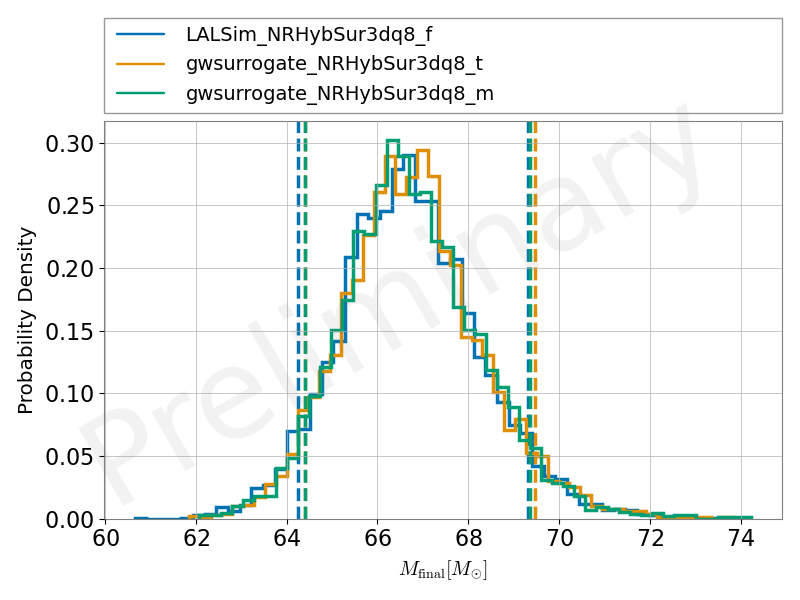 LALSim_NRHybSur3dq8_f
gwsurrogate_NRHybSur3dq8_t
gwsurrogate_NRHybSur3dq8_m
Preliminary
Probability Density
0.30
0.25
0.20
0.15
0.10
0.05
0.00
60 62 64 66 68 70 72 74
M_final[M_⊙]